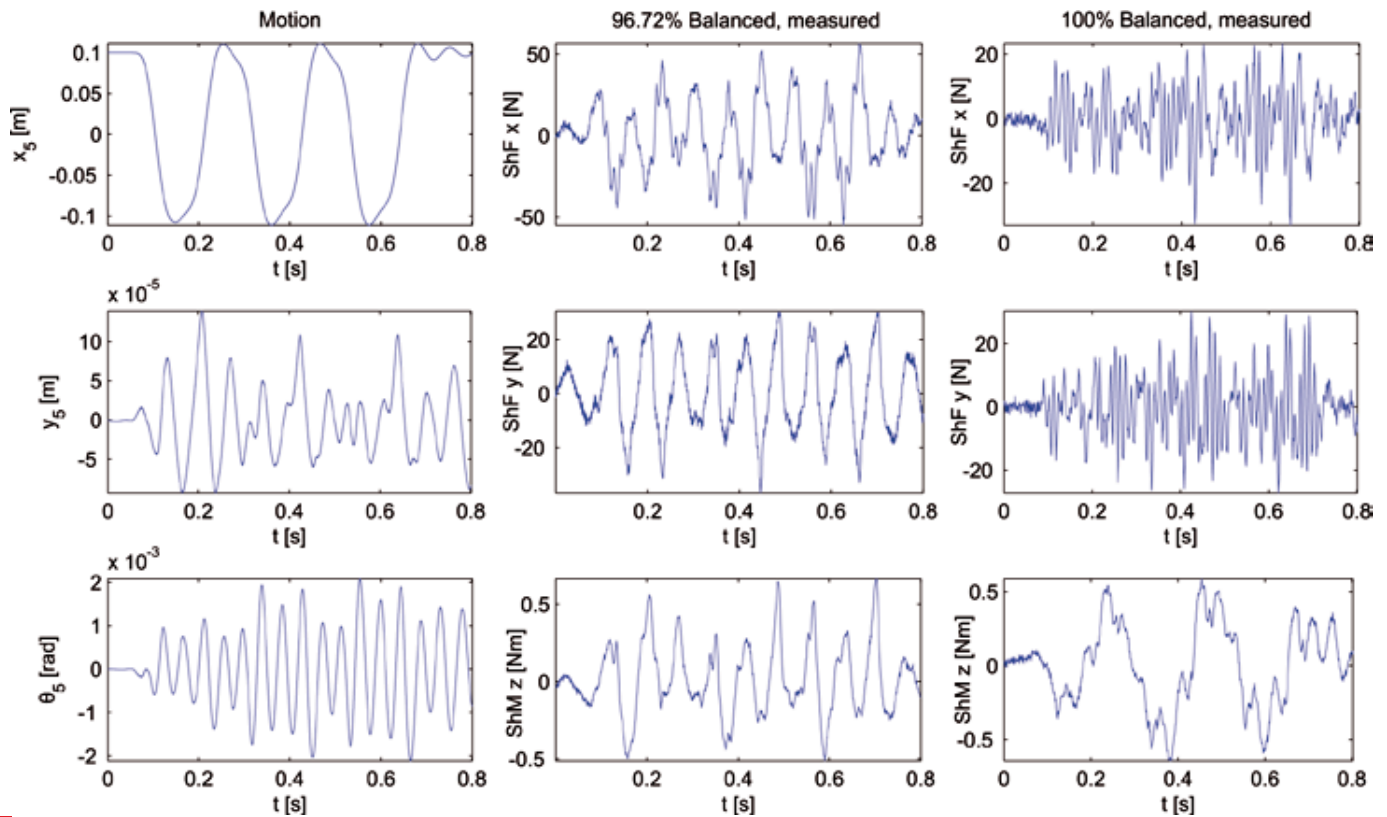 Motion
96.72% Balanced, measured
100% Balanced, measured
x5 [m]
0.1
0.05
0
-0.05
-0.1
0 0.2 0.4 0.6 0.8
t [s]
ShF x [N]
50
0
-50
0.2 0.4 0.6 0.8
t [s]
ShF x [N]
20
0
-20
0 0.2 0.4 0.6 0.8
t [s]
x 10-5
y5 [m]
10
5
0
-5
0 0.2 0.4 0.6 0.8
t [s]
ShF y [N]
20
0
-20
0.2 0.4 0.6 0.8
t [s]
ShF y [N]
20
0
-20
0 0.2 0.4 0.6 0.8
t [s]
x 10-3
θ5 [rad]
2
1
0
-1
-2
0 0.2 0.4 0.6 0.8
t [s]
ShM z [Nm]
0.5
0
-0.5
0.2 0.4 0.6 0.8
t [s]
ShM z [Nm]
0.5
0
-0.5
0 0.2 0.4 0.6 0.8
t [s]